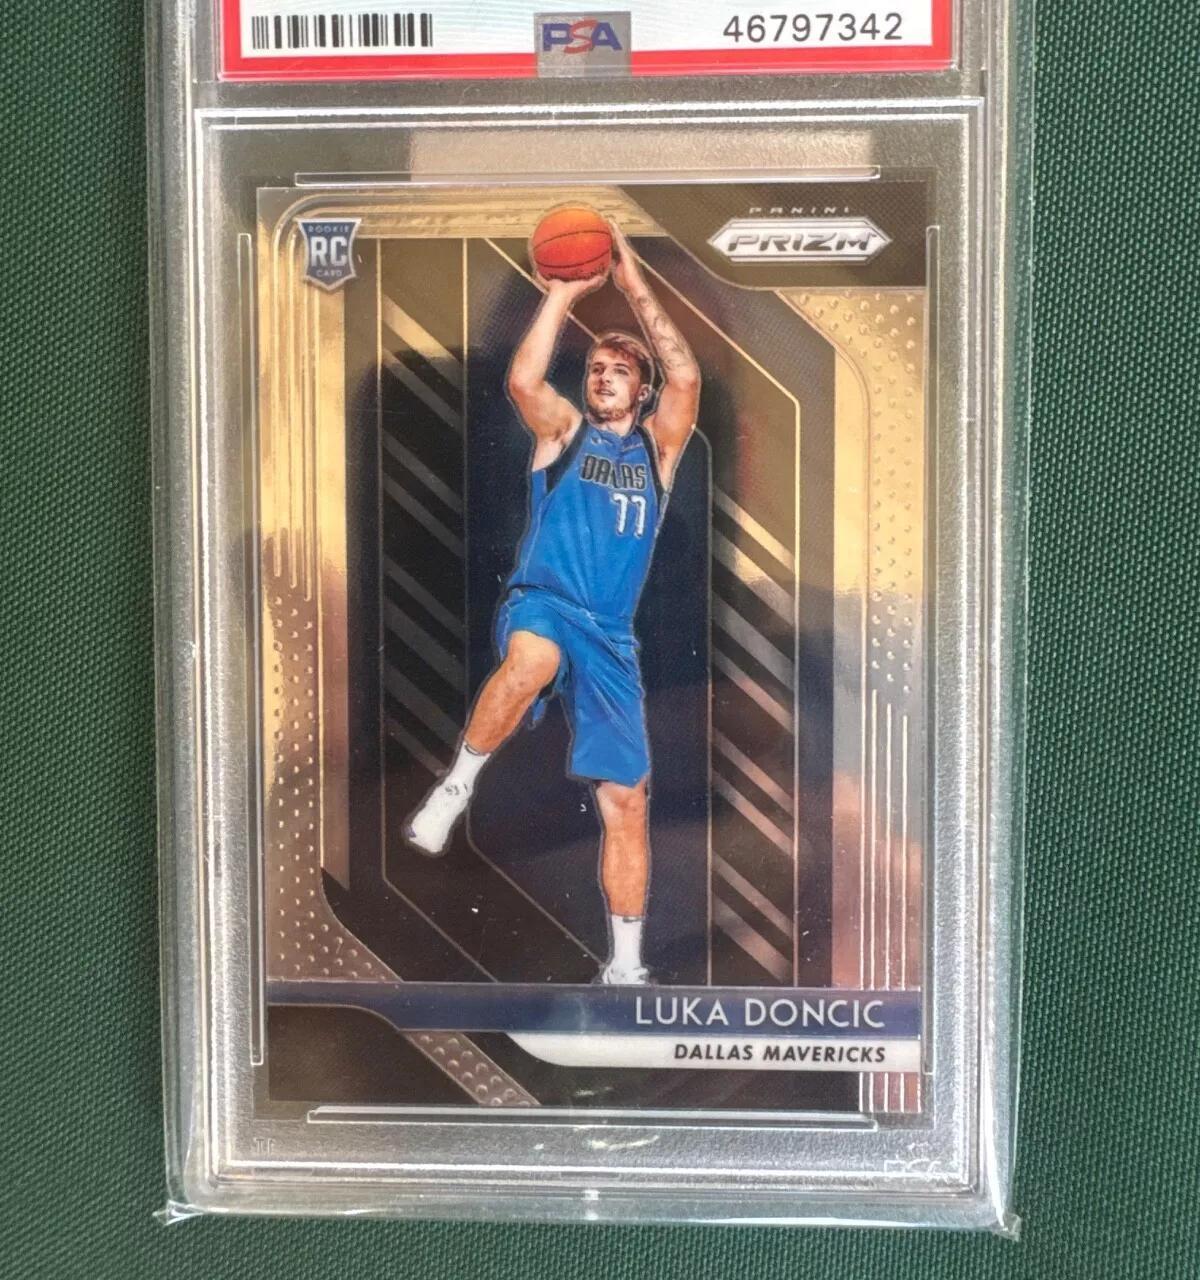 PSA
46797342
ROOKIE
RC
CARD
PANINI
PRIZM
DALLAS
77
LUKA DONCIC
DALLAS MAVERICKS